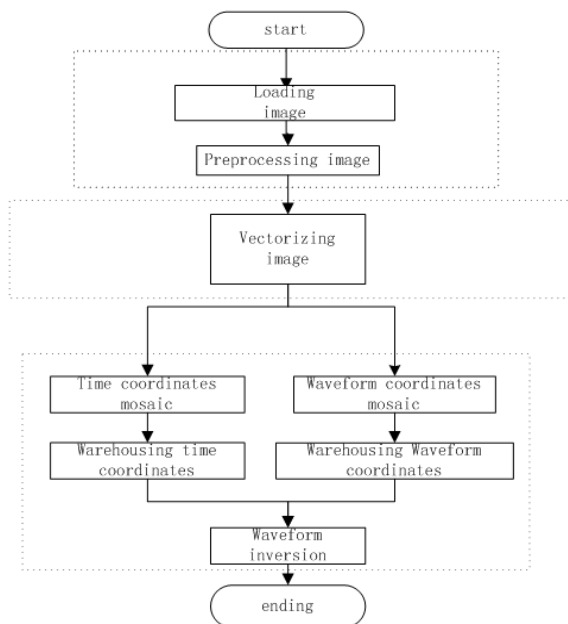 start
Loading
image
Preprocessing image
Vectorizing
image
Time coordinates
mosaic
Waveform coordinates
mosaic
Warehousing time
coordinates
Warehousing Waveform
coordinates
Waveform
inversion
ending